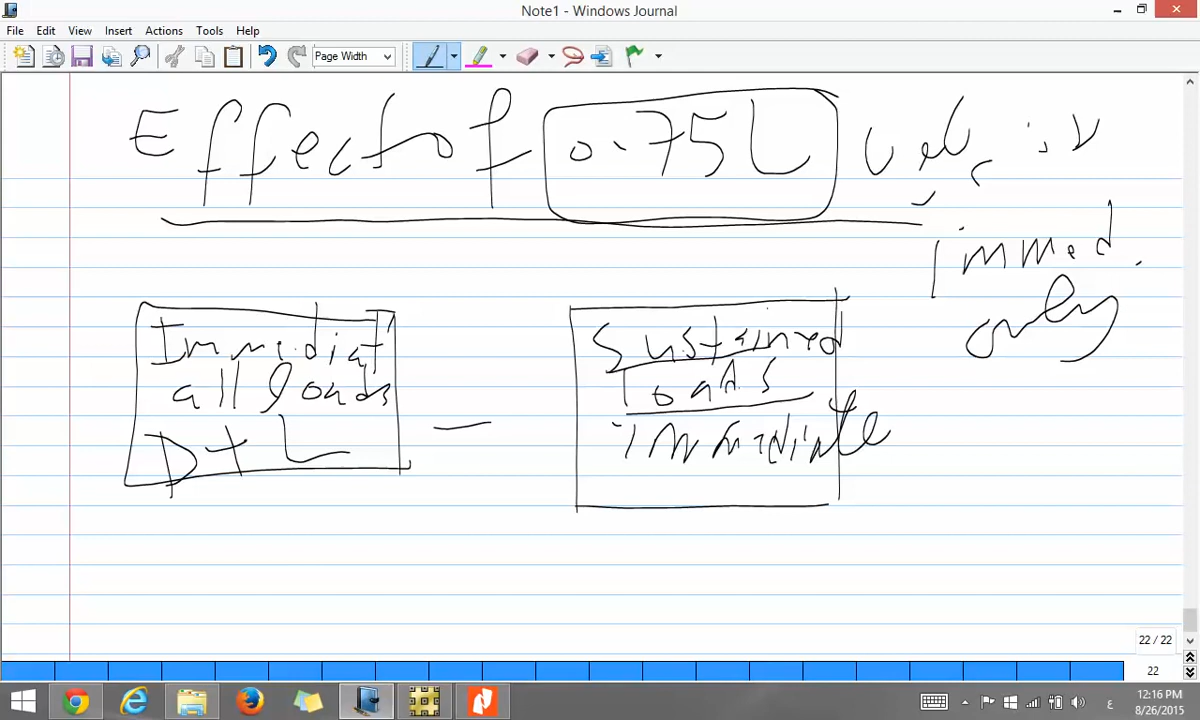 Note1 - Windows Journal
File Edit View Insert Actions Tools Help
Page Width
Effect of 0.75L
immed.
only
Immediat
all loads
D+L
—
Sustained
loads
Immediate
22 / 22
22
ع
12:16 PM
8/26/2015